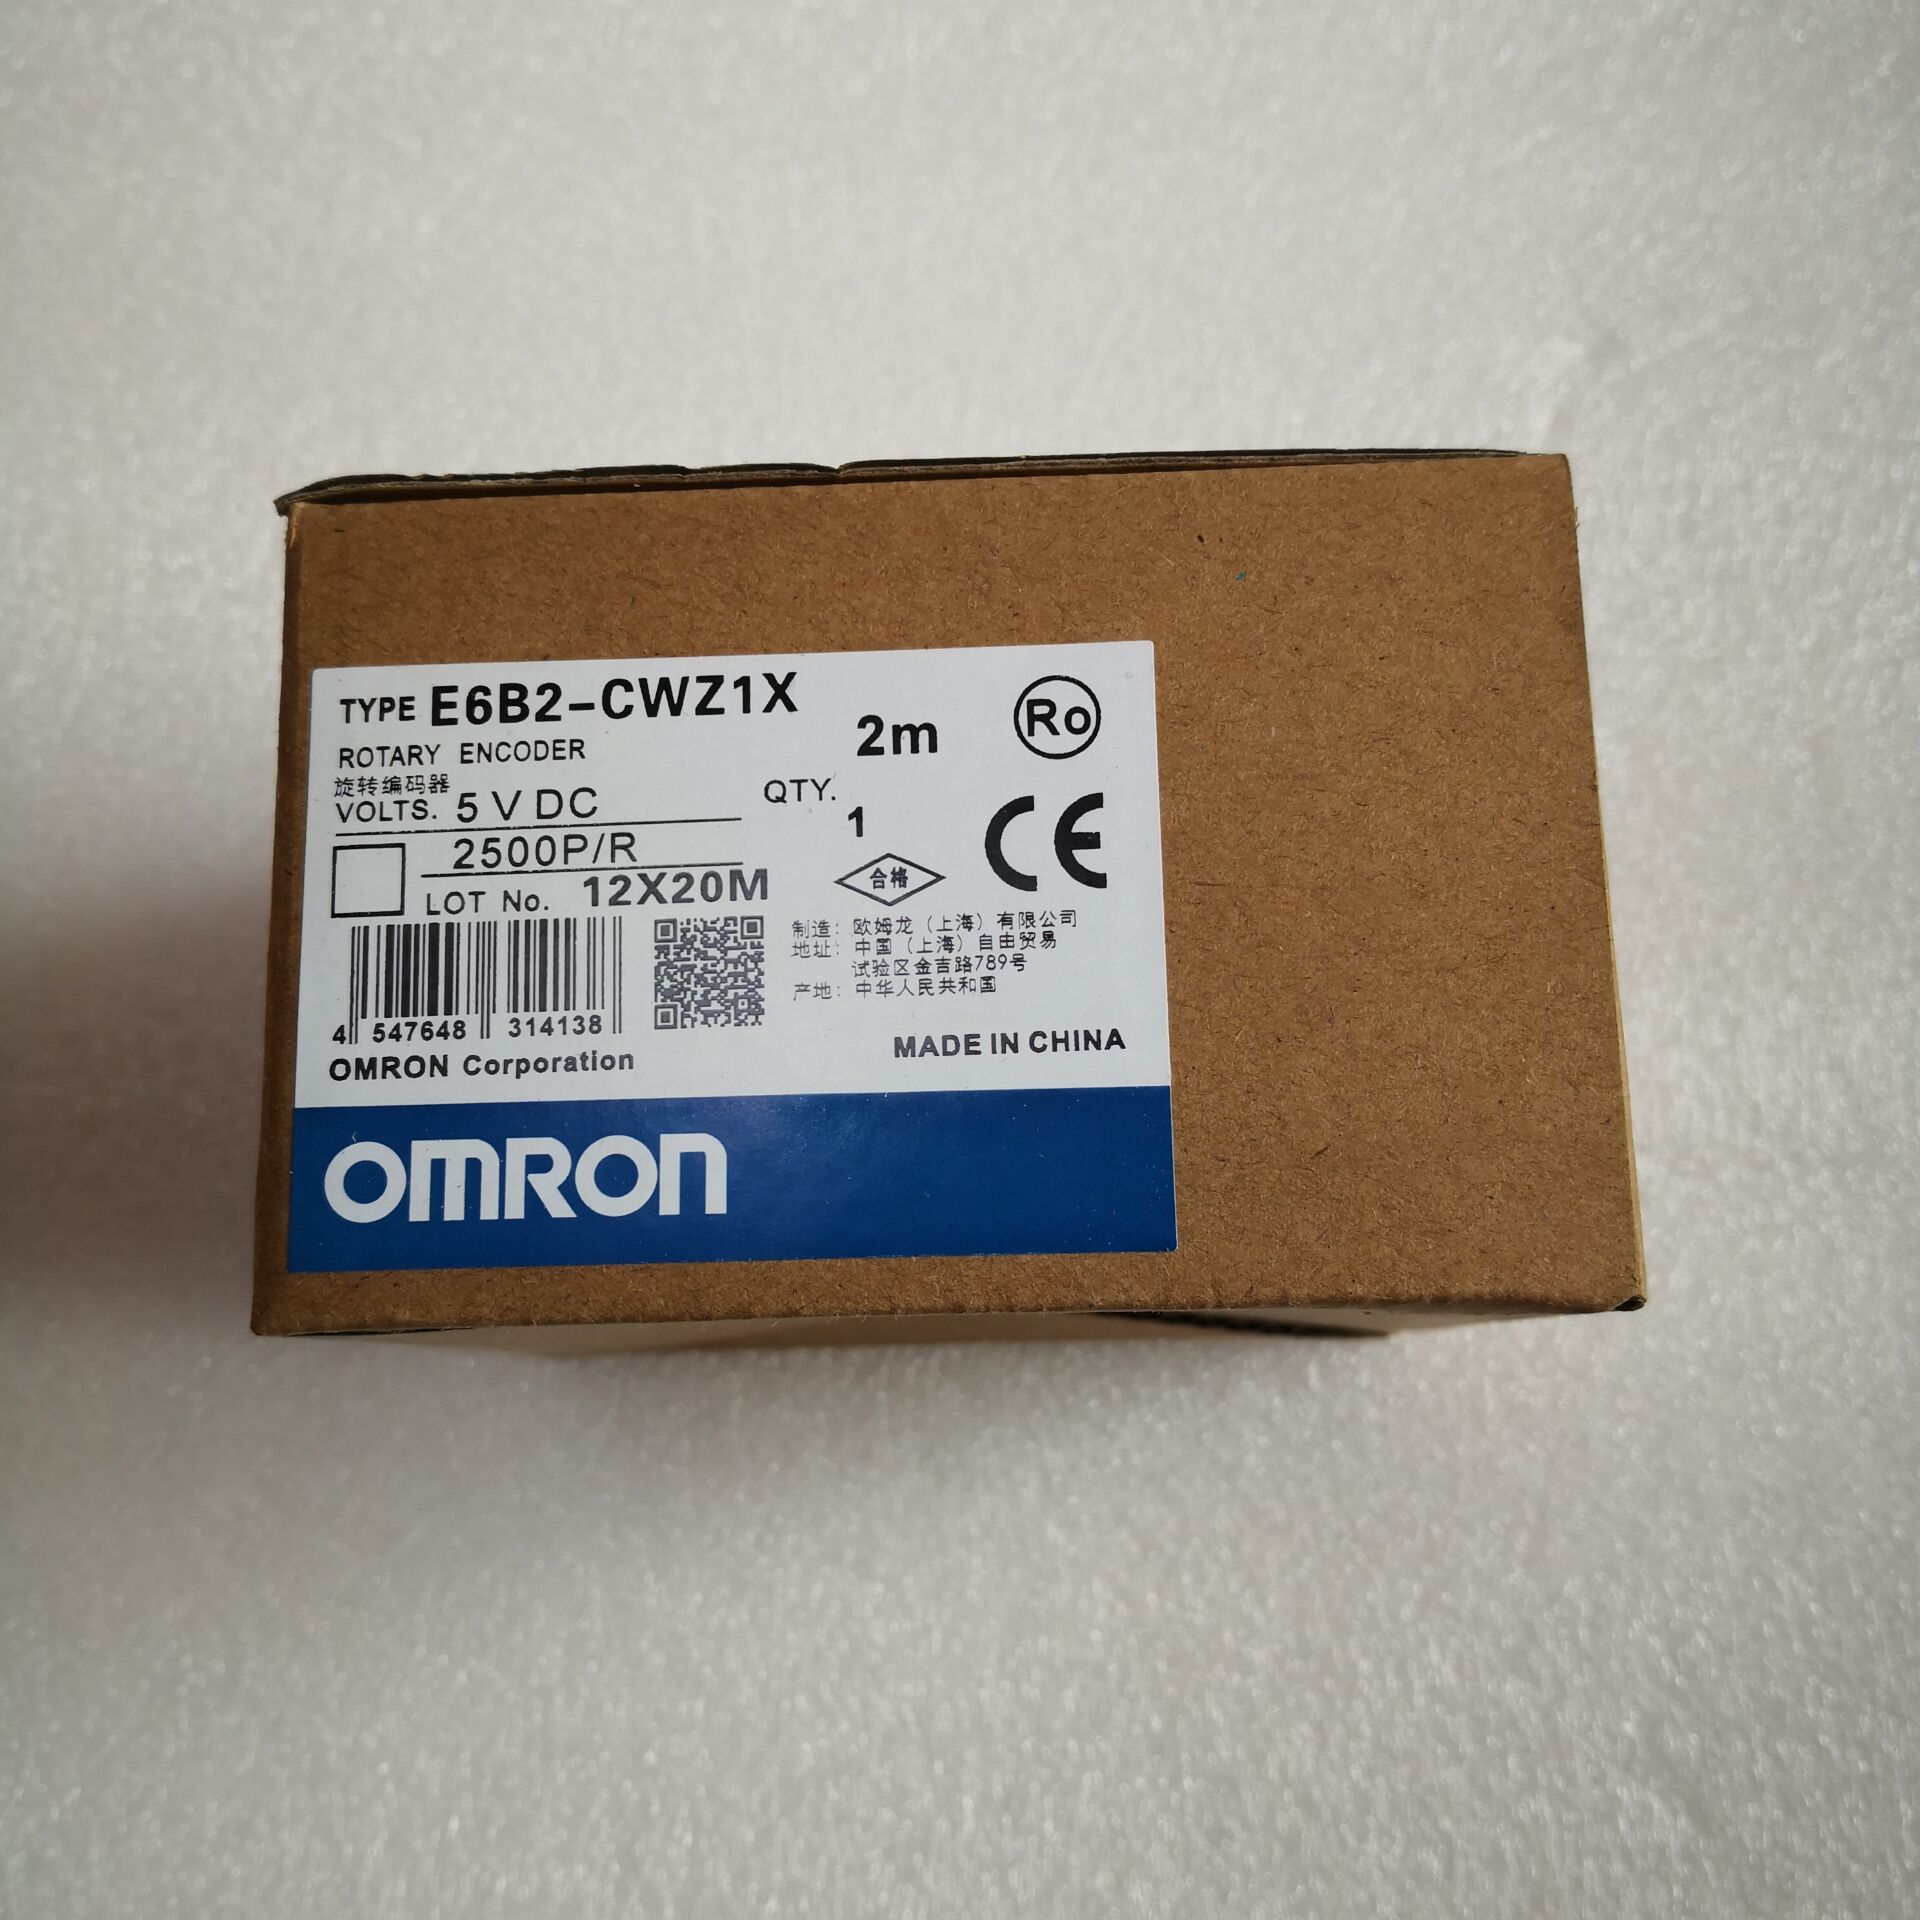 TYPE E6B2-CWZ1X
2m
Ro
ROTARY ENCODER
旋转编码器
VOLTS. 5 V DC
QTY.
1
2500P/R
LOT No. 12X20M
合格
CE
制造: 欧姆龙(上海)有限公司
地址: 中国(上海)自由贸易
试验区金吉路789号
产地: 中华人民共和国
4 547648 314138
OMRON Corporation
MADE IN CHINA
OMRON